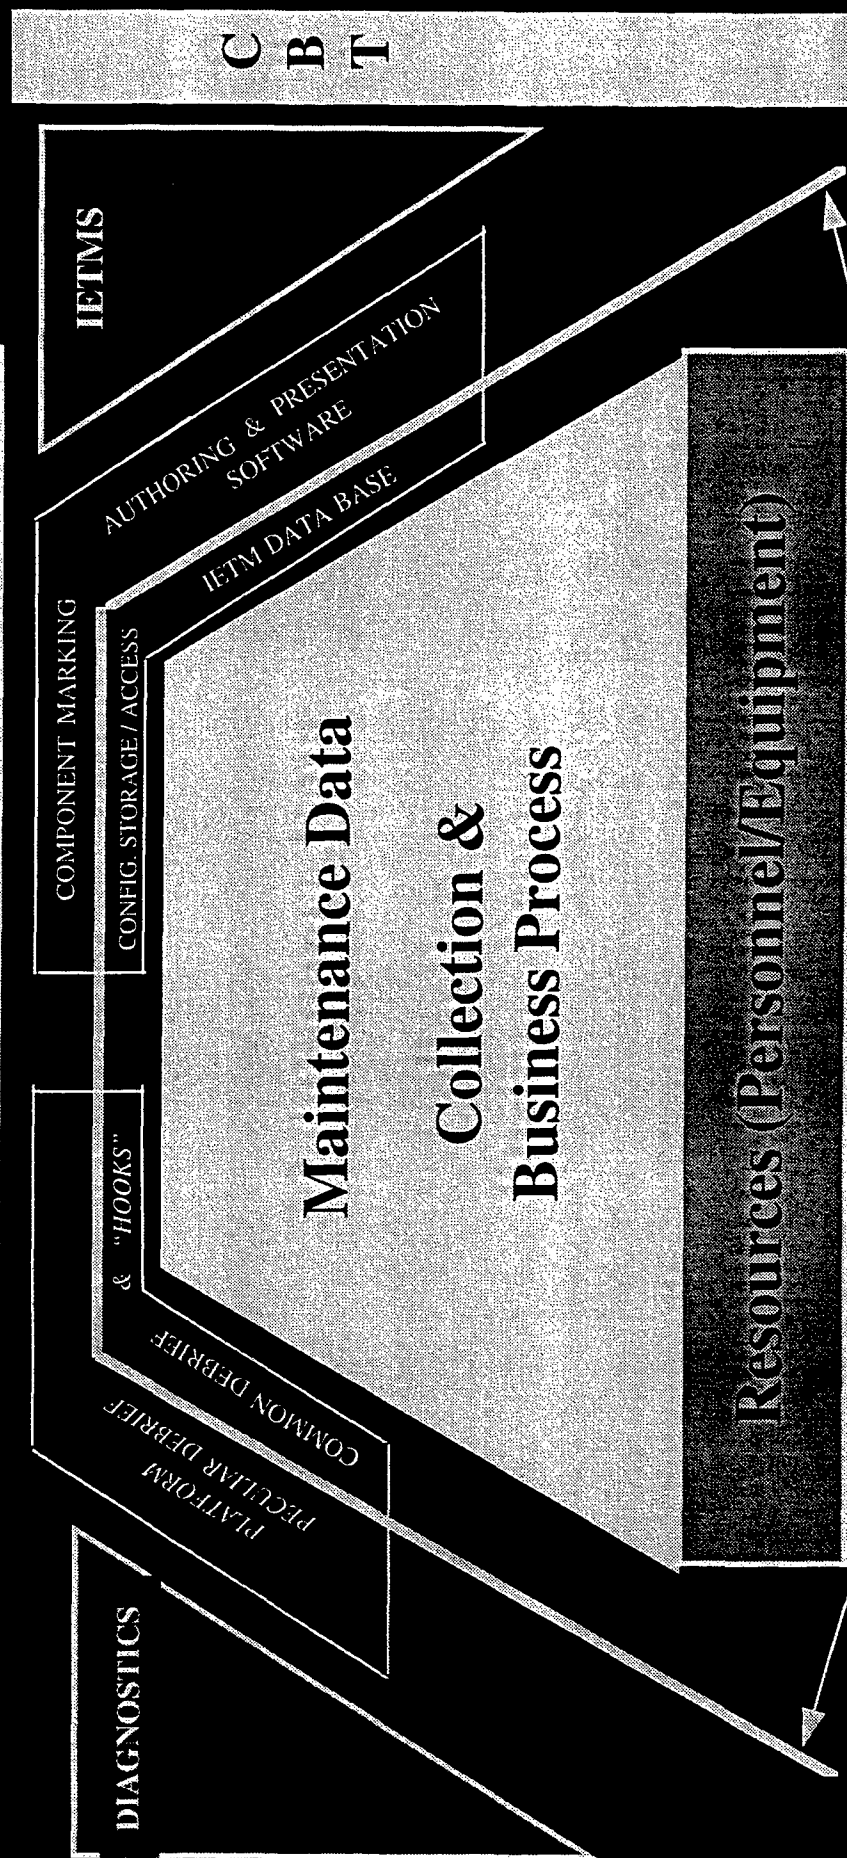 DIAGNOSTICS
PLATFORM
PECULIAR DEBRIEF
COMMON DEBRIEF
& "HOOKS"
COMPONENT MARKING
CONFIG. STORAGE / ACCESS
AUTHORING & PRESENTATION
SOFTWARE
IETM DATA BASE
IETMS
C
B
T
Maintenance Data
Collection &
Business Process
Resources (Personnel/Equipment)